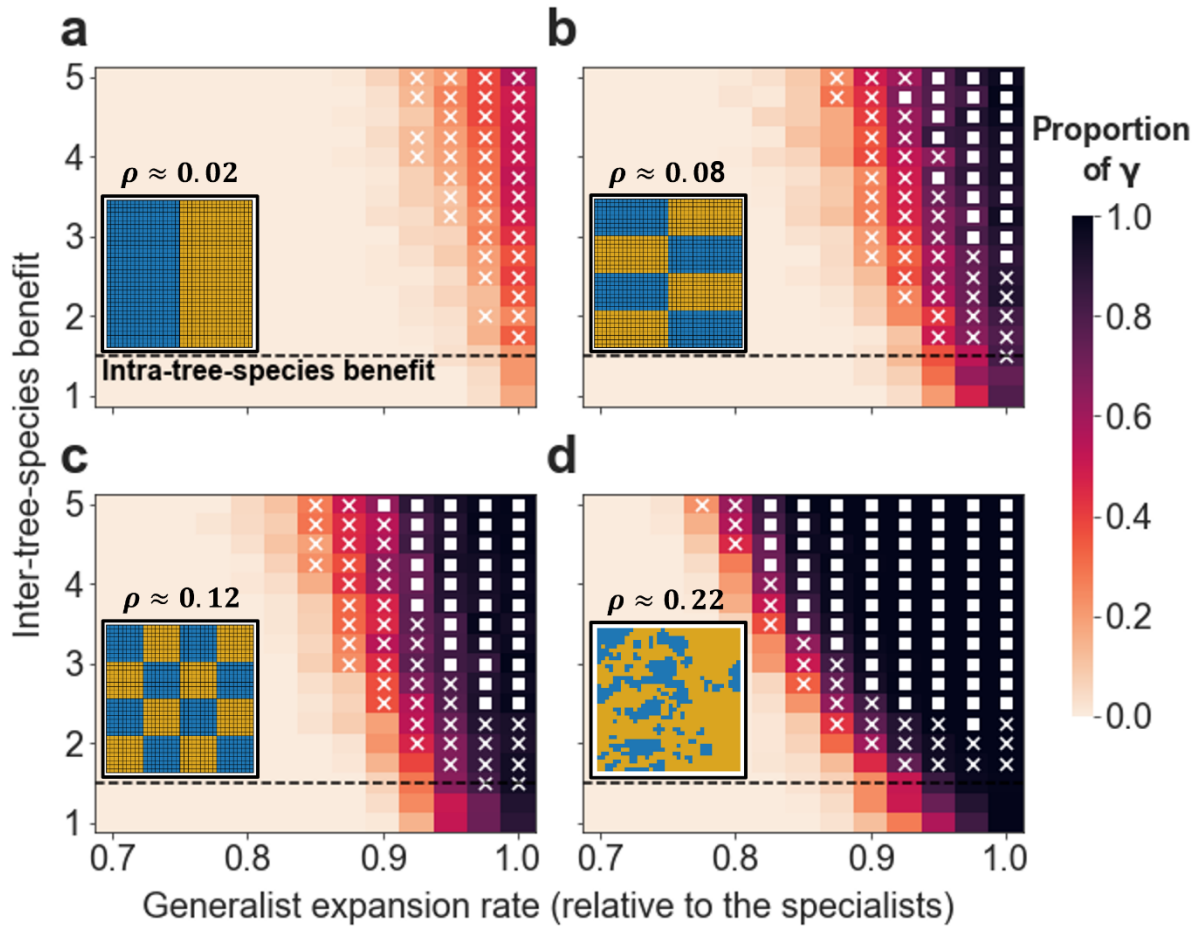 a
b
5
4
3
2
1
ρ ≈ 0.02
Intra-tree-species benefit
ρ ≈ 0.08
Proportion
of γ
1.0
0.8
0.6
0.4
0.2
0.0
Inter-tree-species benefit
c
d
5
4
3
2
1
ρ ≈ 0.12
ρ ≈ 0.22
0.7 0.8 0.9 1.0
0.7 0.8 0.9 1.0
Generalist expansion rate (relative to the specialists)